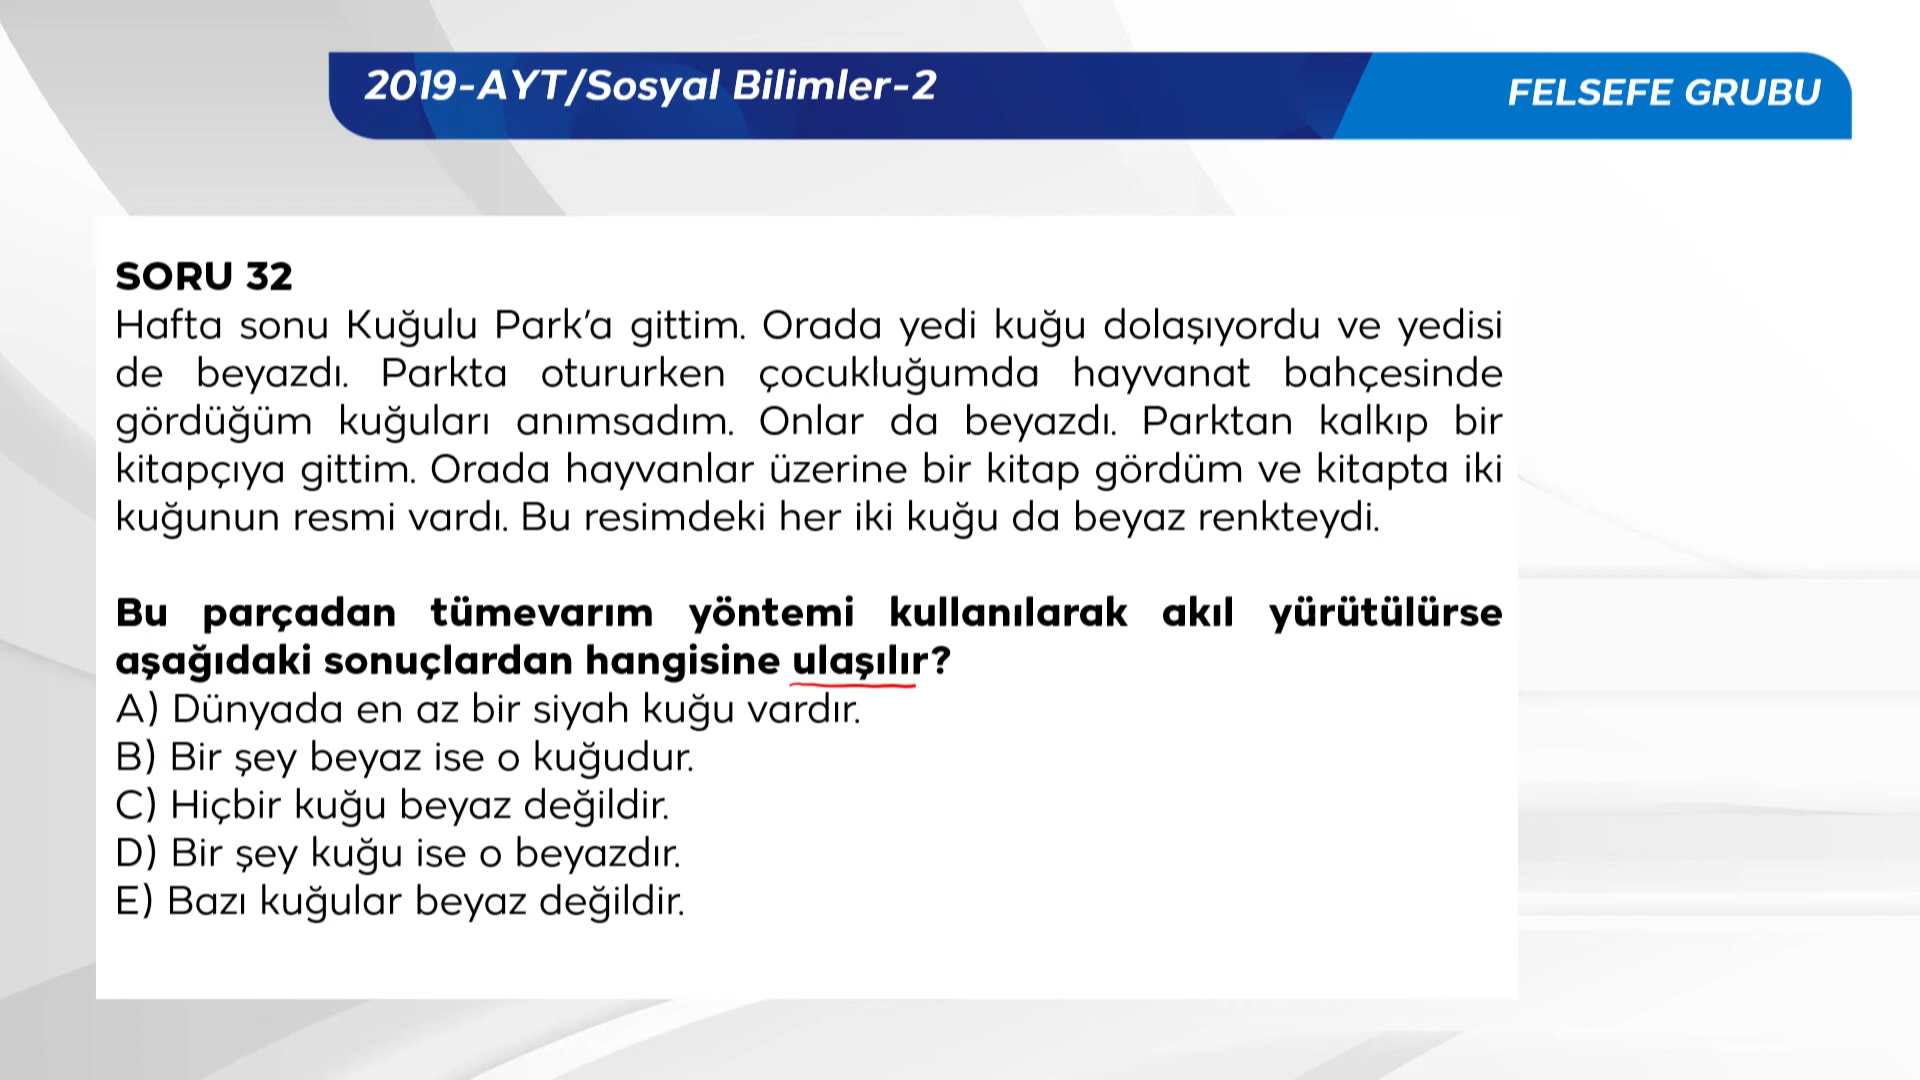 2019-AYT/Sosyal Bilimler-2
FELSEFE GRUBU
SORU 32
Hafta sonu Kuğulu Park’a gittim. Orada yedi kuğu dolaşıyordu ve yedisi
de beyazdı. Parkta otururken çocukluğumda hayvanat bahçesinde
gördüğüm kuğuları anımsadım. Onlar da beyazdı. Parktan kalkıp bir
kitapçıya gittim. Orada hayvanlar üzerine bir kitap gördüm ve kitapta iki
kuğunun resmi vardı. Bu resimdeki her iki kuğu da beyaz renkteydi.
Bu parçadan tümevarım yöntemi kullanılarak akıl yürütülürse
aşağıdaki sonuçlardan hangisine ulaşılır?
A) Dünyada en az bir siyah kuğu vardır.
B) Bir şey beyaz ise o kuğudur.
C) Hiçbir kuğu beyaz değildir.
D) Bir şey kuğu ise o beyazdır.
E) Bazı kuğular beyaz değildir.